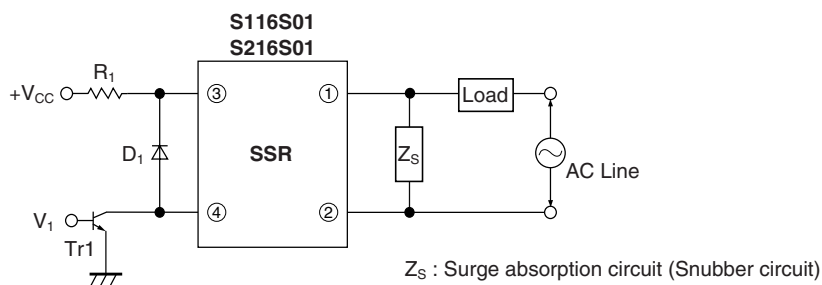 S116S01
S216S01
R1
+VCC
③
①
Load
D1
SSR
ZS
AC Line
V1
④
②
Tr1
ZS : Surge absorption circuit (Snubber circuit)